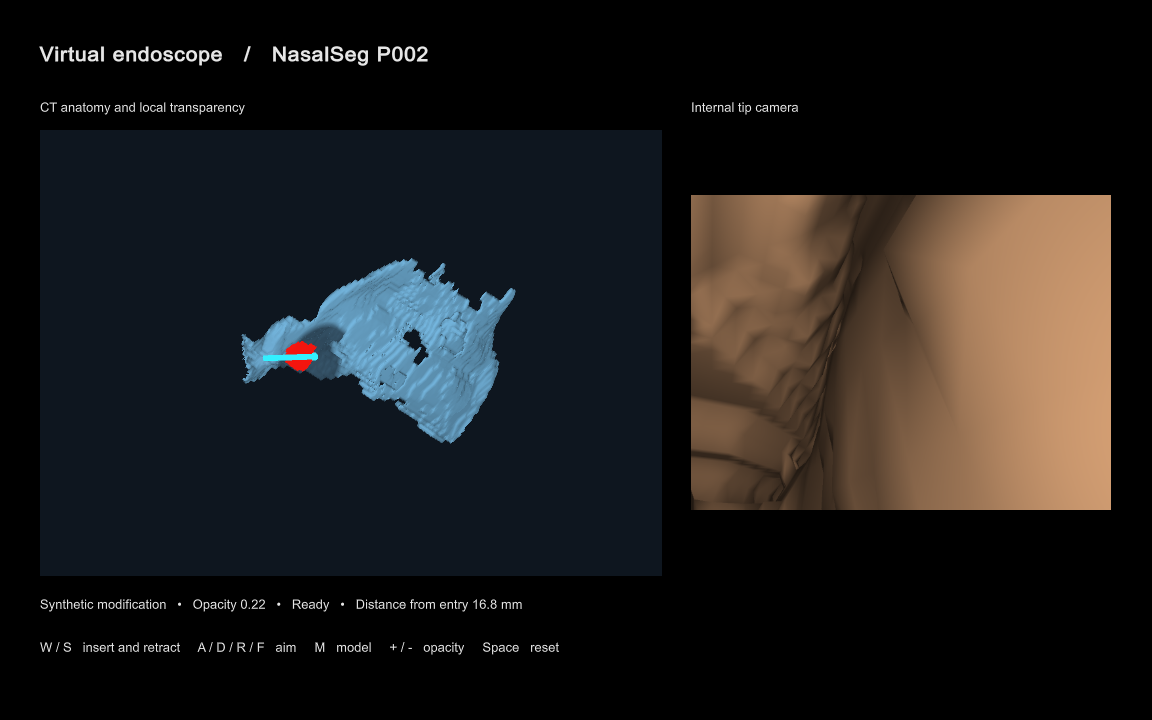 Virtual endoscope / NasalSeg P002
CT anatomy and local transparency
Internal tip camera
Synthetic modification • Opacity 0.22 • Ready • Distance from entry 16.8 mm
W / S insert and retract A / D / R / F aim M model + / - opacity Space reset